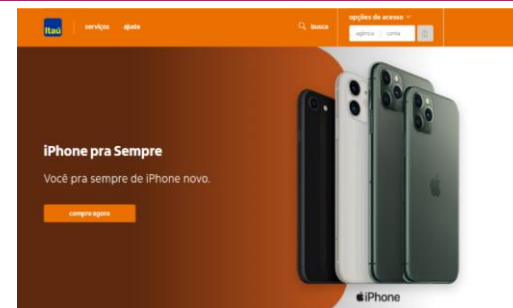 Itaú
serviços ajuda
busca
opções de acesso
agência conta
iPhone pra Sempre
Você pra sempre de iPhone novo.
compre agora
iPhone